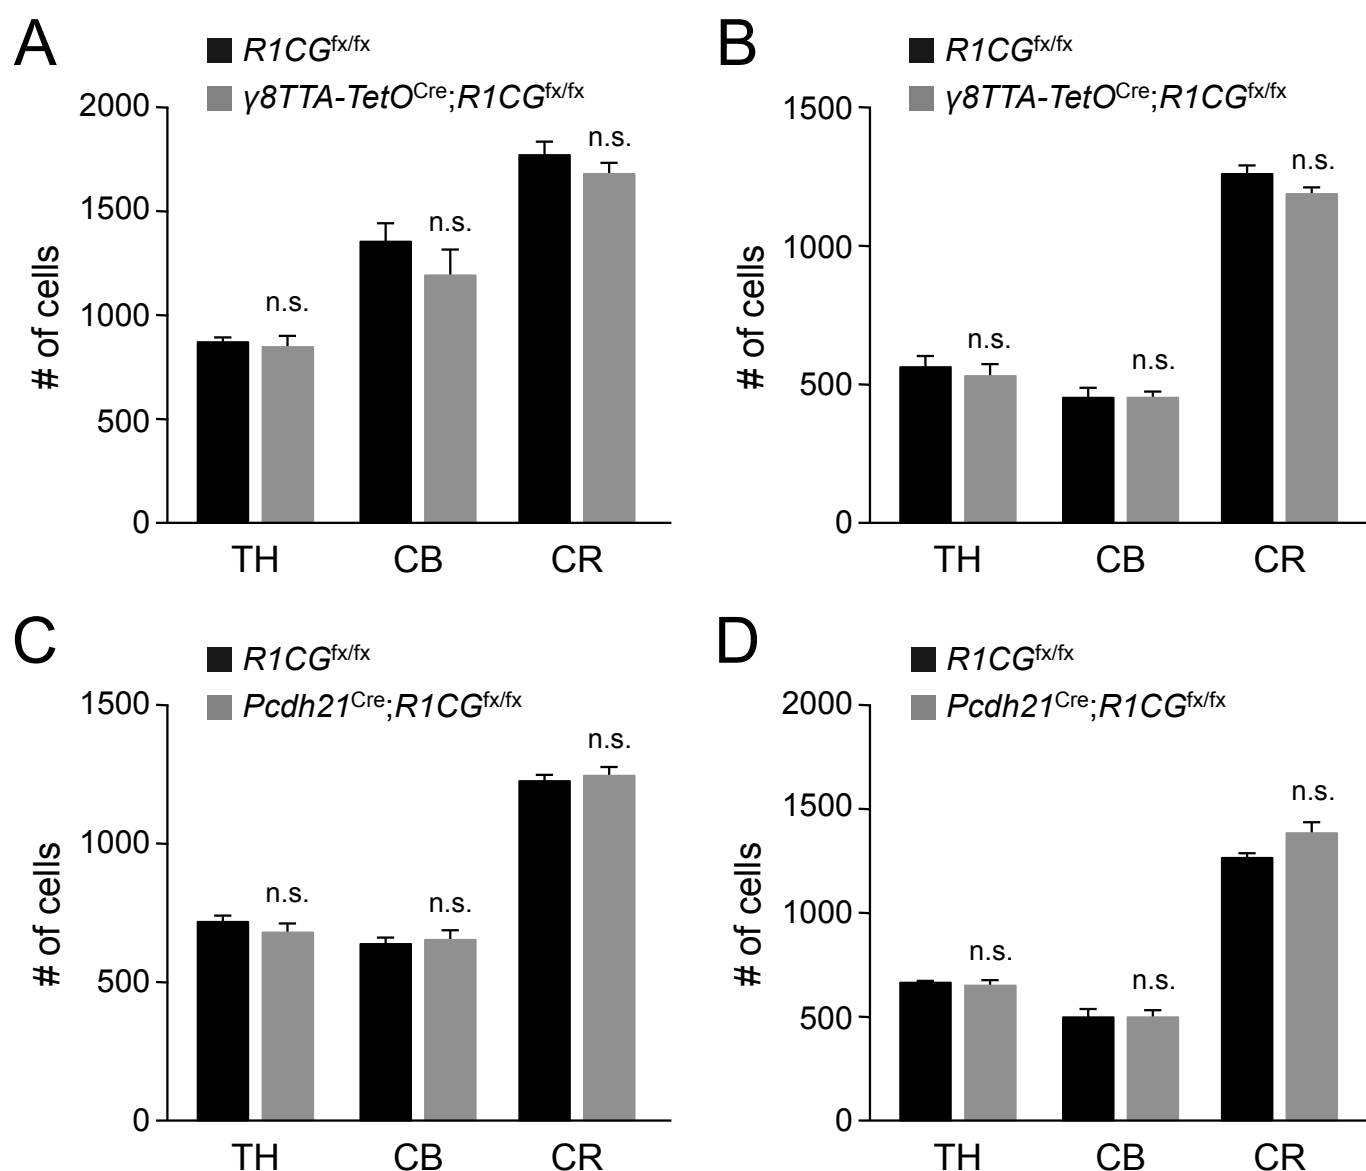 A
R1CGfx/fx
γ8TTA-TetOCre;R1CGfx/fx
2000
1500
1000
500
0
# of cells
n.s.
n.s.
n.s.
TH CB CR
B
R1CGfx/fx
γ8TTA-TetOCre;R1CGfx/fx
1500
1000
500
0
# of cells
n.s.
n.s.
n.s.
TH CB CR
C
R1CGfx/fx
Pcdh21Cre;R1CGfx/fx
1500
1000
500
0
# of cells
n.s.
n.s.
n.s.
TH CB CR
D
R1CGfx/fx
Pcdh21Cre;R1CGfx/fx
2000
1500
1000
500
0
# of cells
n.s.
n.s.
n.s.
TH CB CR